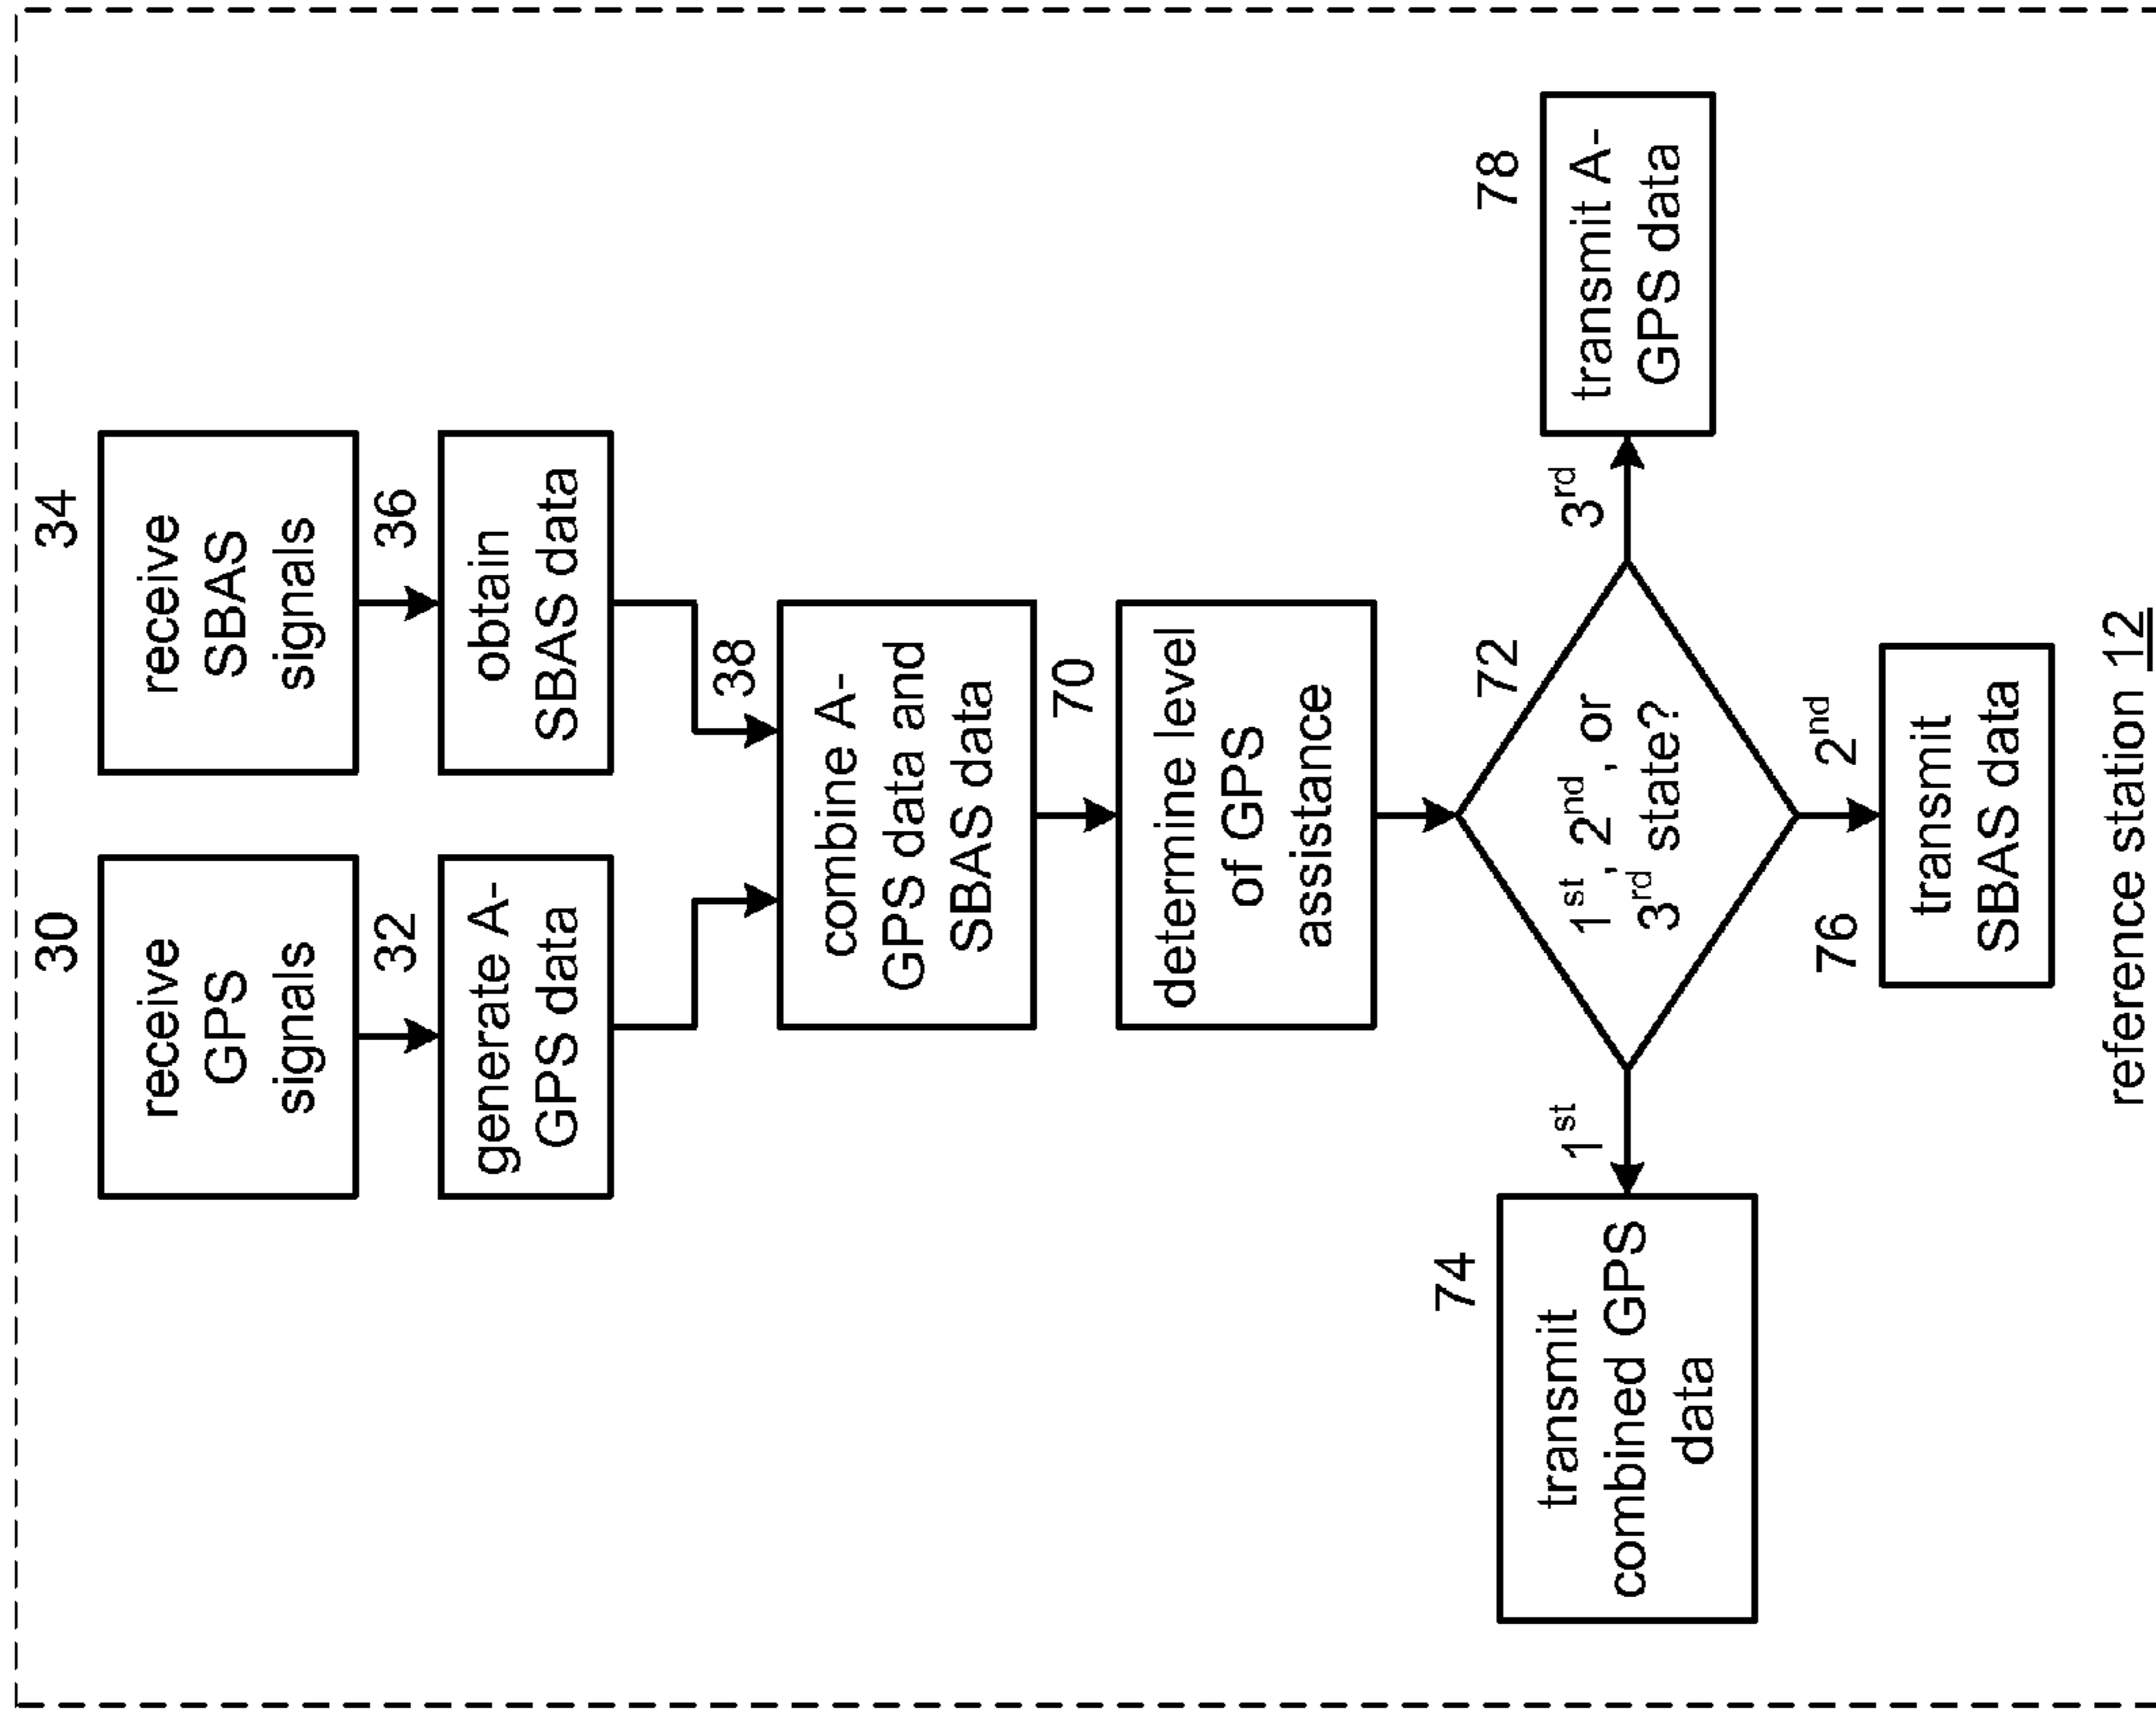 30
receive
GPS
signals
34
receive
SBAS
signals
32
generate A-
GPS data
36
obtain
SBAS data
38
combine A-
GPS data and
SBAS data
70
determine level
of GPS
assistance
72
1st, 2nd, or
3rd state?
1st
74
transmit
combined GPS
data
2nd
76
transmit
SBAS data
3rd
78
transmit A-
GPS data
reference station 12